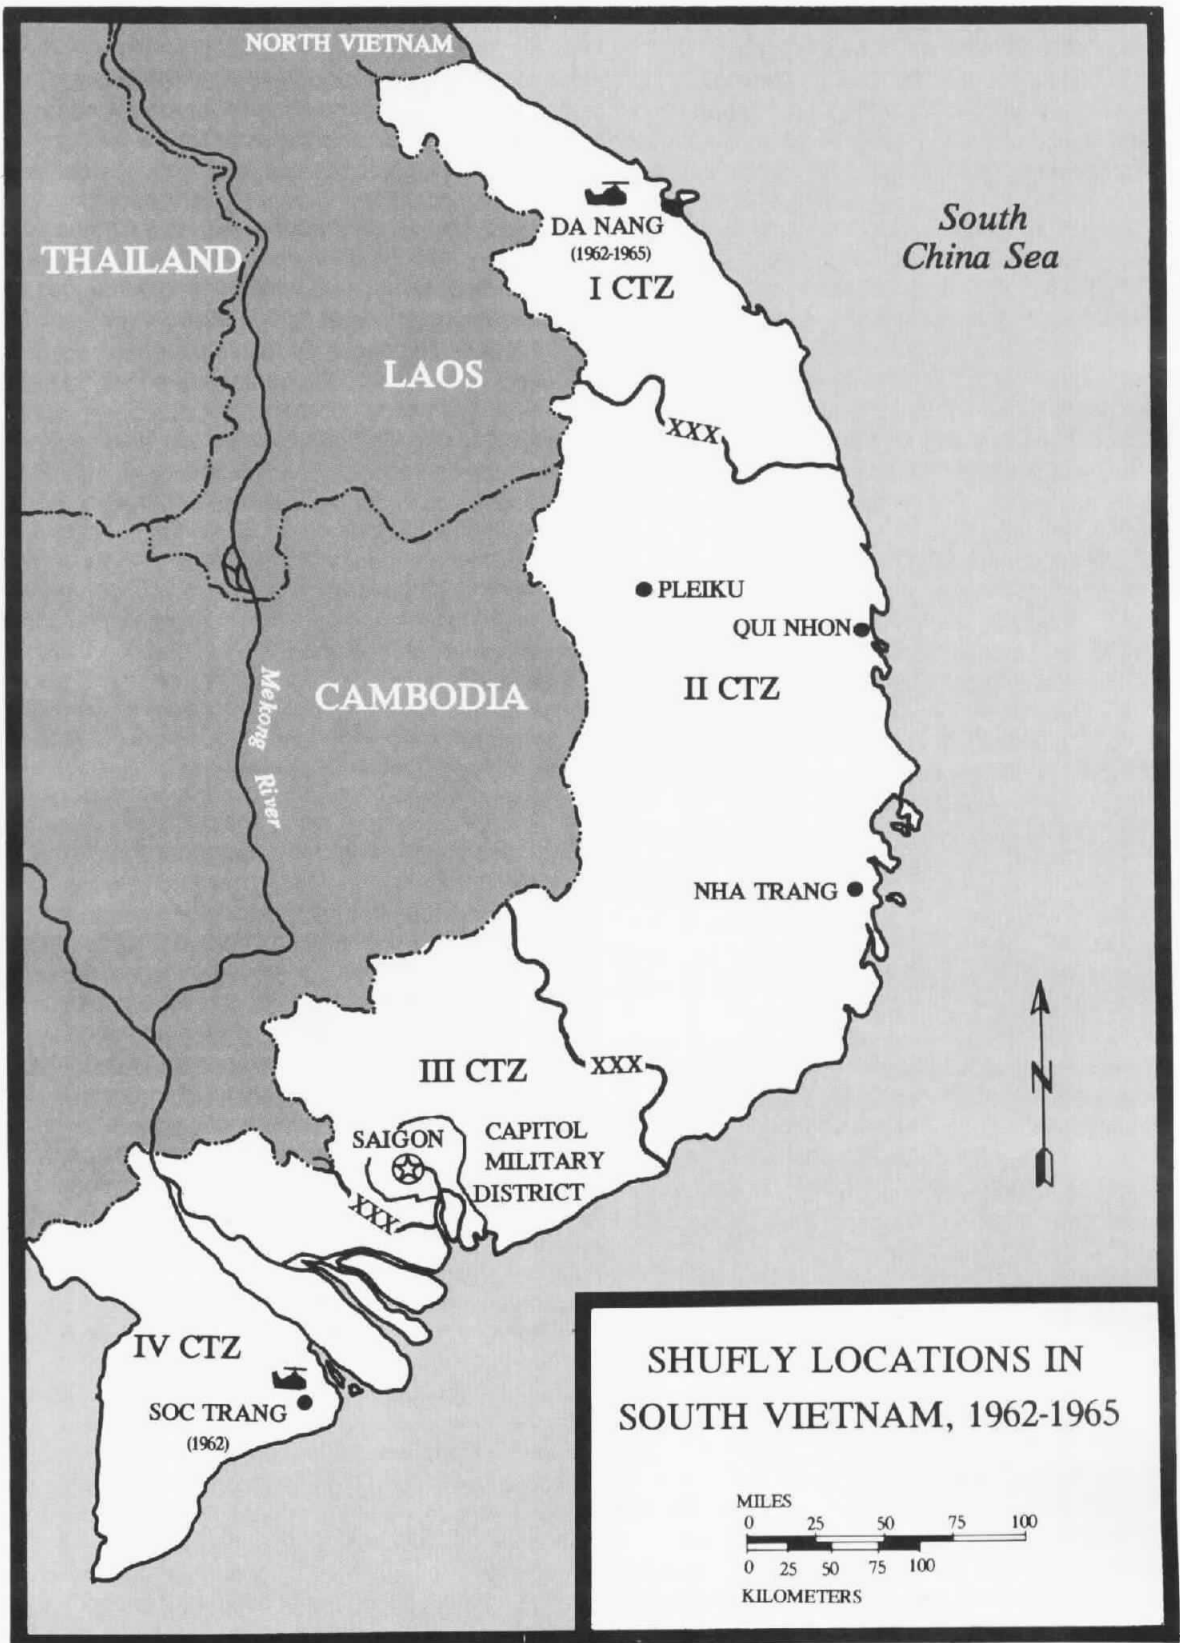 NORTH VIETNAM
THAILAND
LAOS
DA NANG
(1962-1965)
I CTZ
South
China Sea
XXX
PLEIKU
QUI NHON
II CTZ
CAMBODIA
Mekong River
NHA TRANG
III CTZ
XXX
N
SAIGON
CAPITOL
MILITARY
DISTRICT
XXX
IV CTZ
SOC TRANG
(1962)
SHUFLY LOCATIONS IN
SOUTH VIETNAM, 1962-1965
MILES
0 25 50 75 100
0 25 50 75 100
KILOMETERS